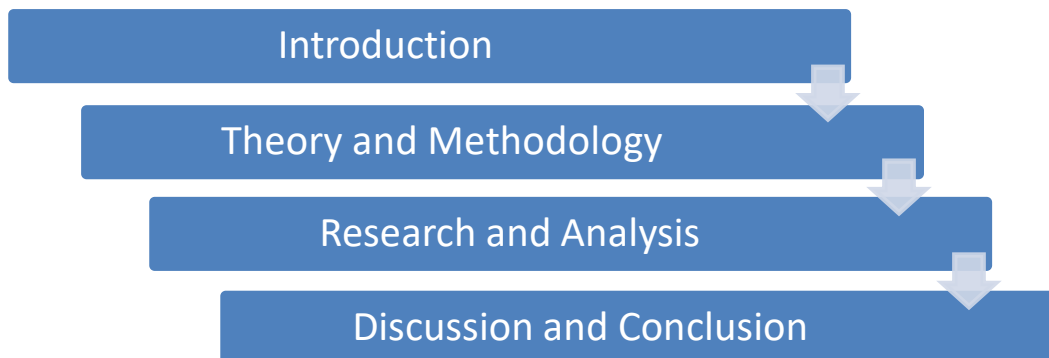 Introduction
Theory and Methodology
Research and Analysis
Discussion and Conclusion